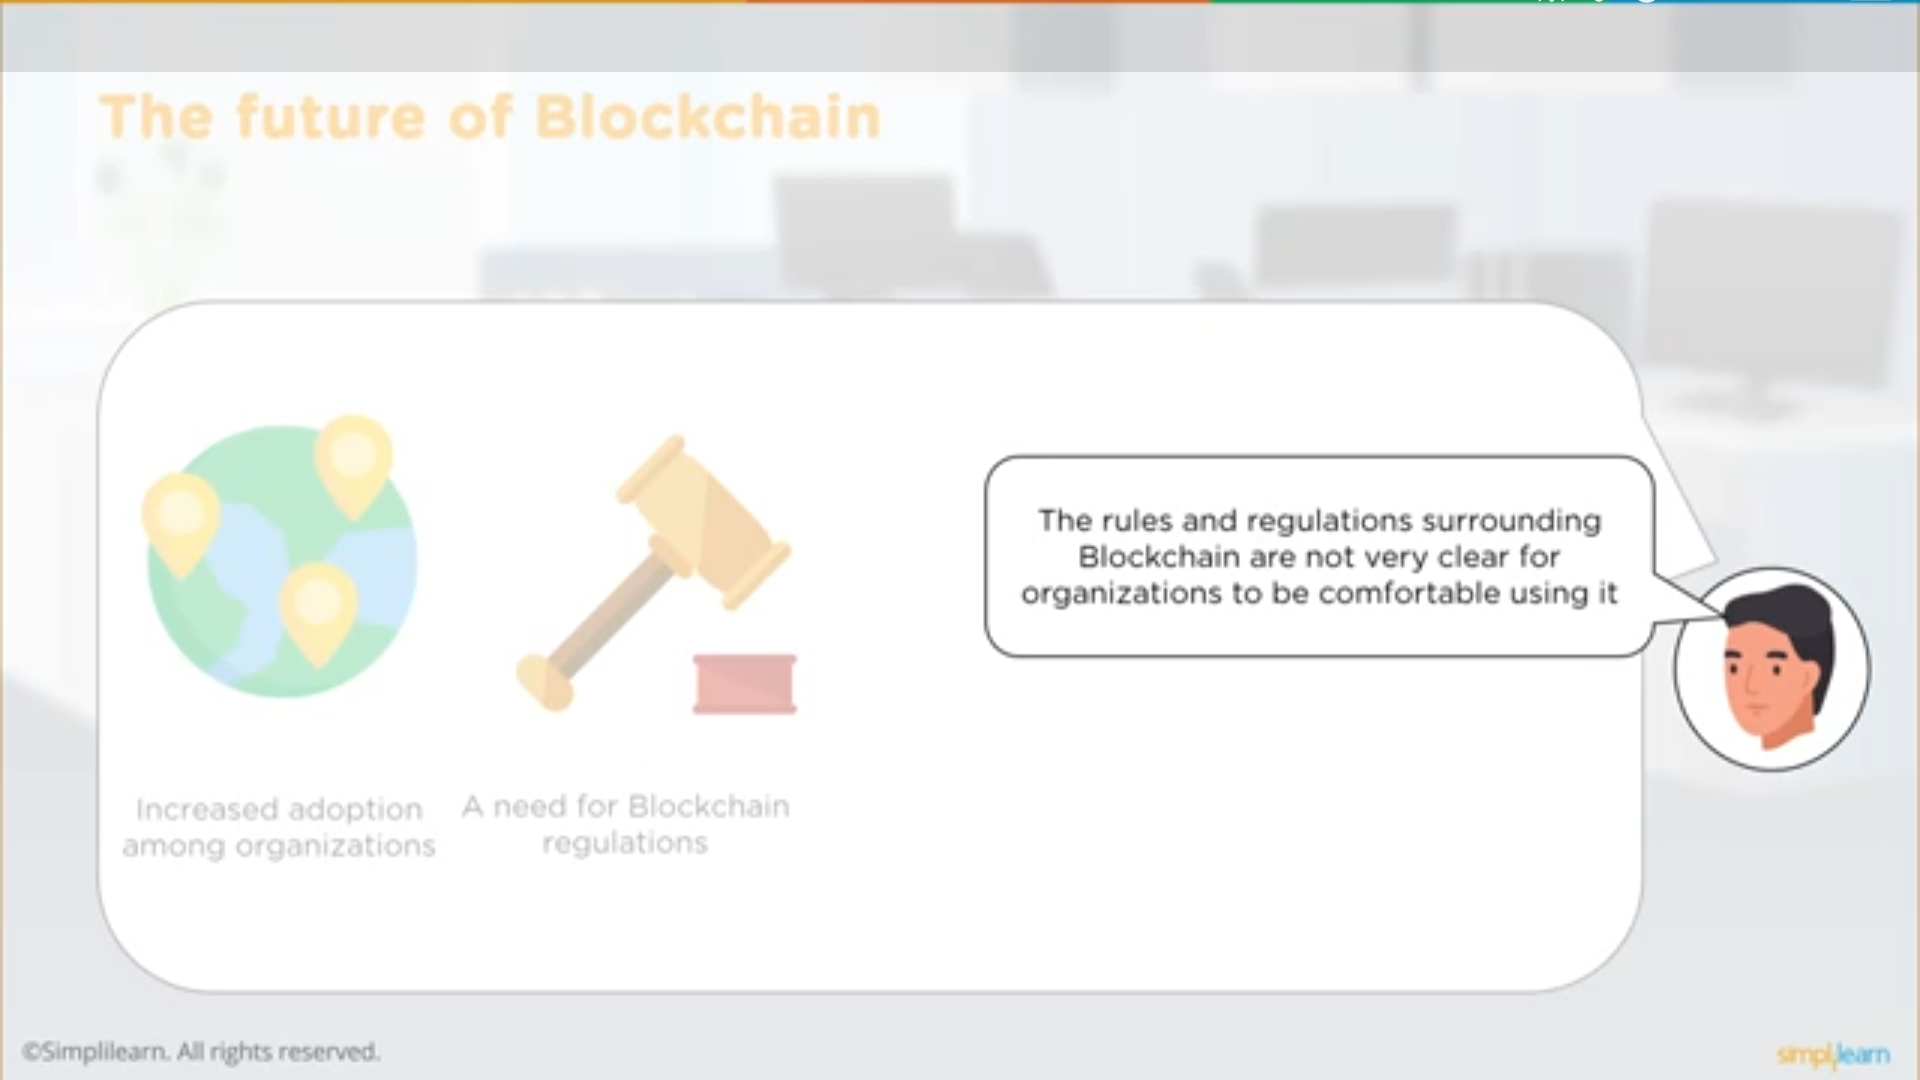 The future of Blockchain
The rules and regulations surrounding
Blockchain are not very clear for
organizations to be comfortable using it
Increased adoption
among organizations
A need for Blockchain
regulations
©Simplilearn. All rights reserved.
simplilearn